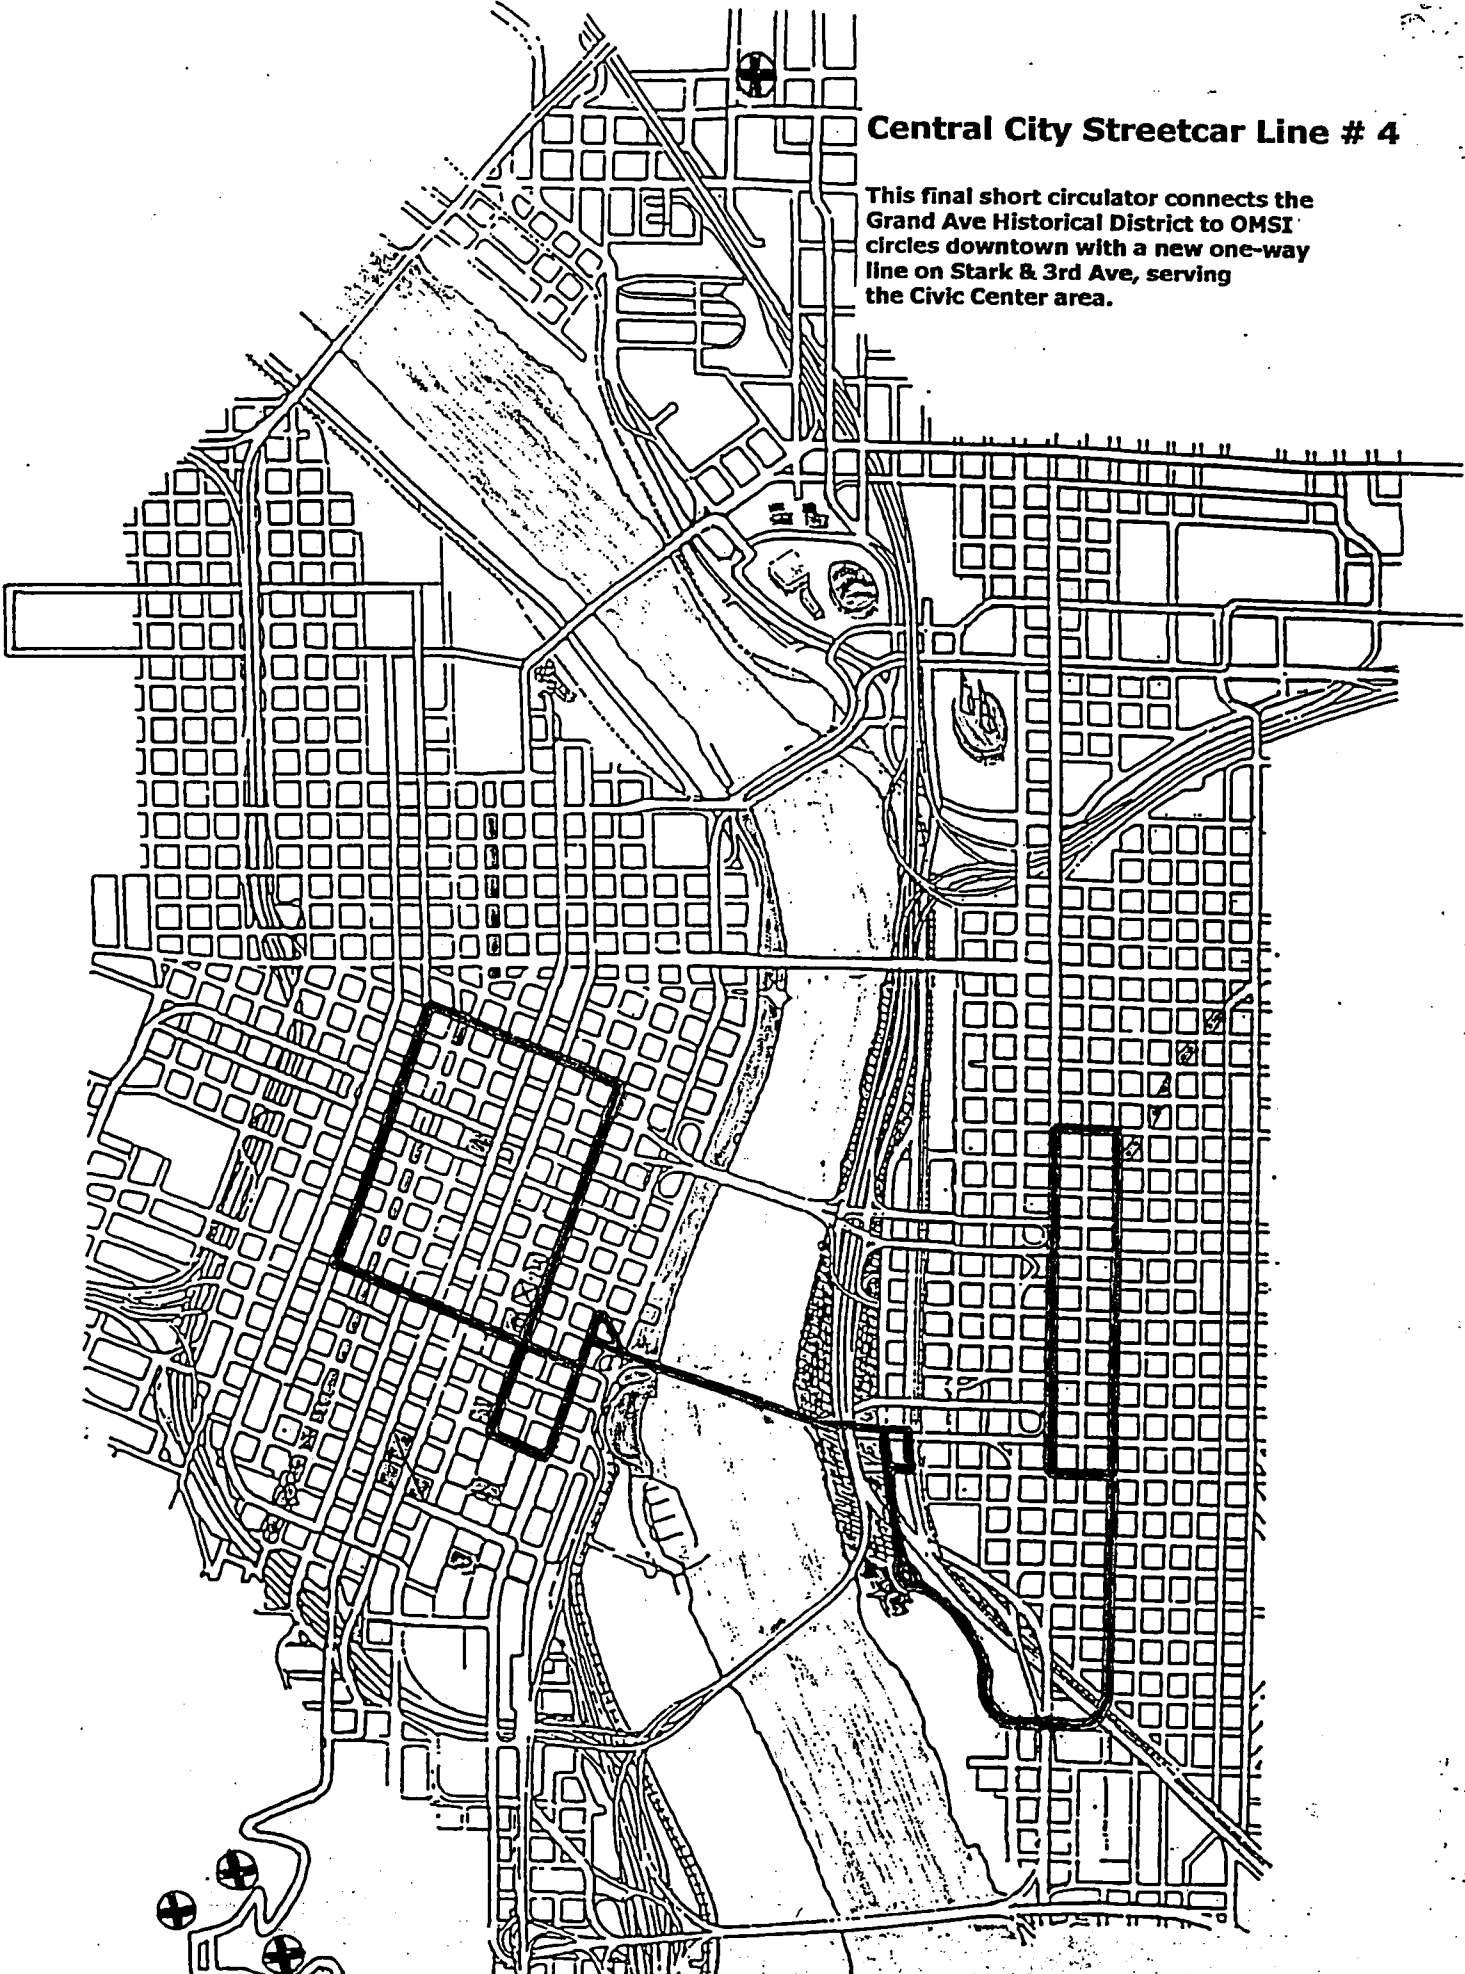 Central City Streetcar Line # 4
This final short circulator connects the
Grand Ave Historical District to OMSI
circles downtown with a new one-way
line on Stark & 3rd Ave, serving
the Civic Center area.